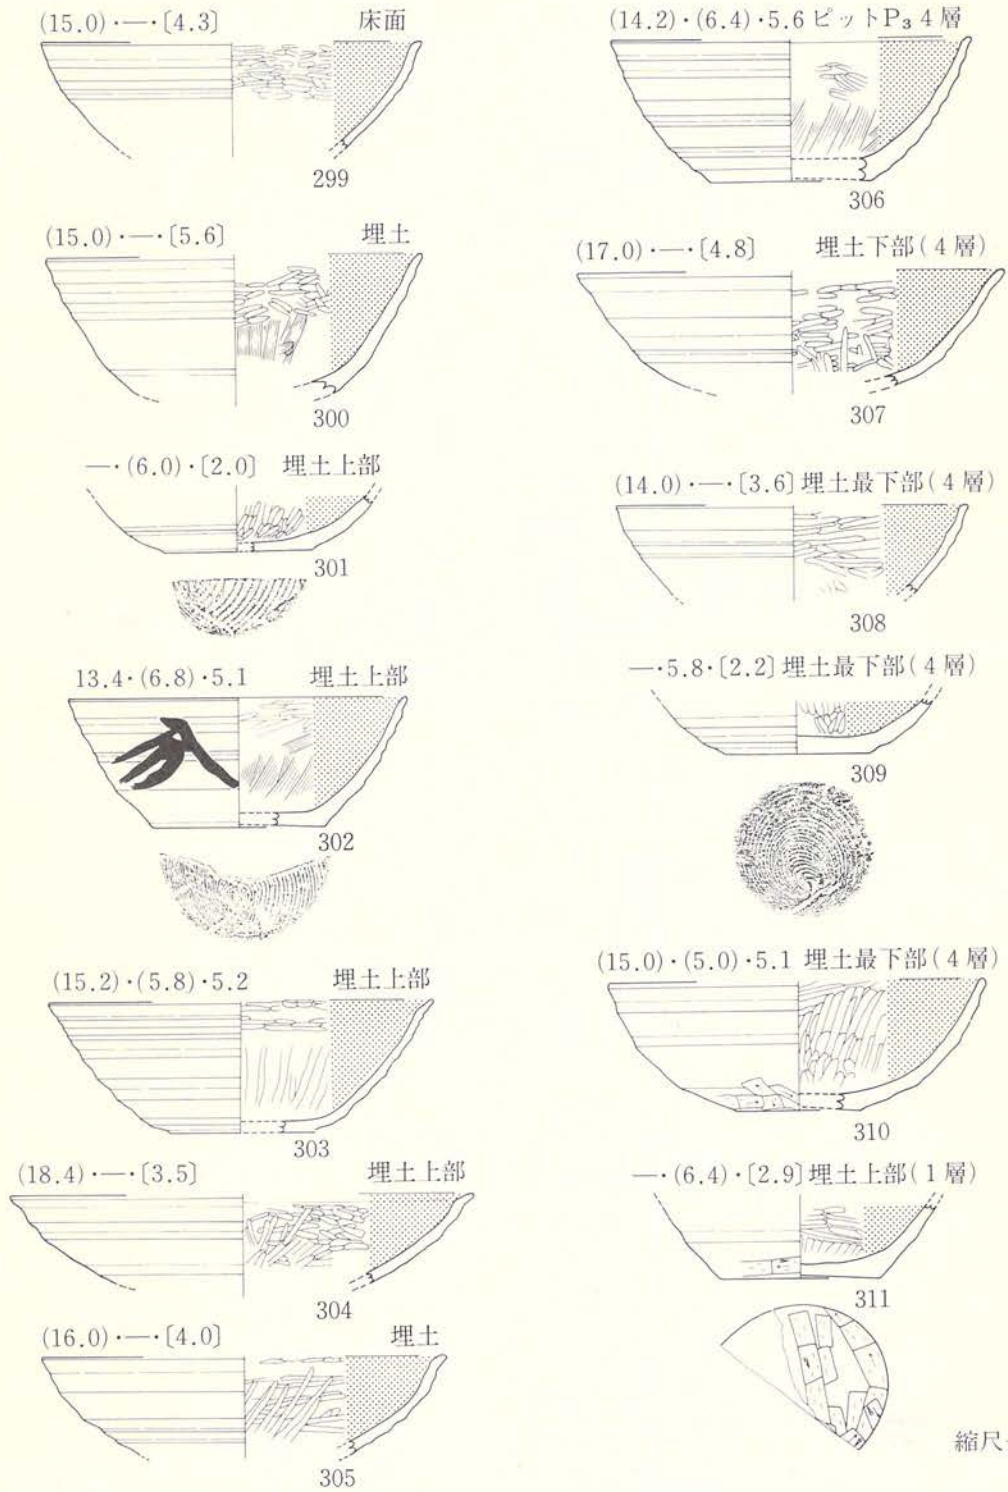 (15.0)・―・〔4.3〕 床面
299
(15.0)・―・〔5.6〕 埋土
300
―・(6.0)・〔2.0〕 埋土上部
301
13.4・(6.8)・5.1 埋土上部
302
(15.2)・(5.8)・5.2 埋土上部
303
(18.4)・―・〔3.5〕 埋土上部
304
(16.0)・―・〔4.0〕 埋土
305
(14.2)・(6.4)・5.6 ピットP₃ 4層
306
(17.0)・―・〔4.8〕 埋土下部(4層)
307
(14.0)・―・〔3.6〕 埋土最下部(4層)
308
―・5.8・〔2.2〕 埋土最下部(4層)
309
(15.0)・(5.0)・5.1 埋土最下部(4層)
310
―・(6.4)・〔2.9〕 埋土上部(1層)
311
縮尺